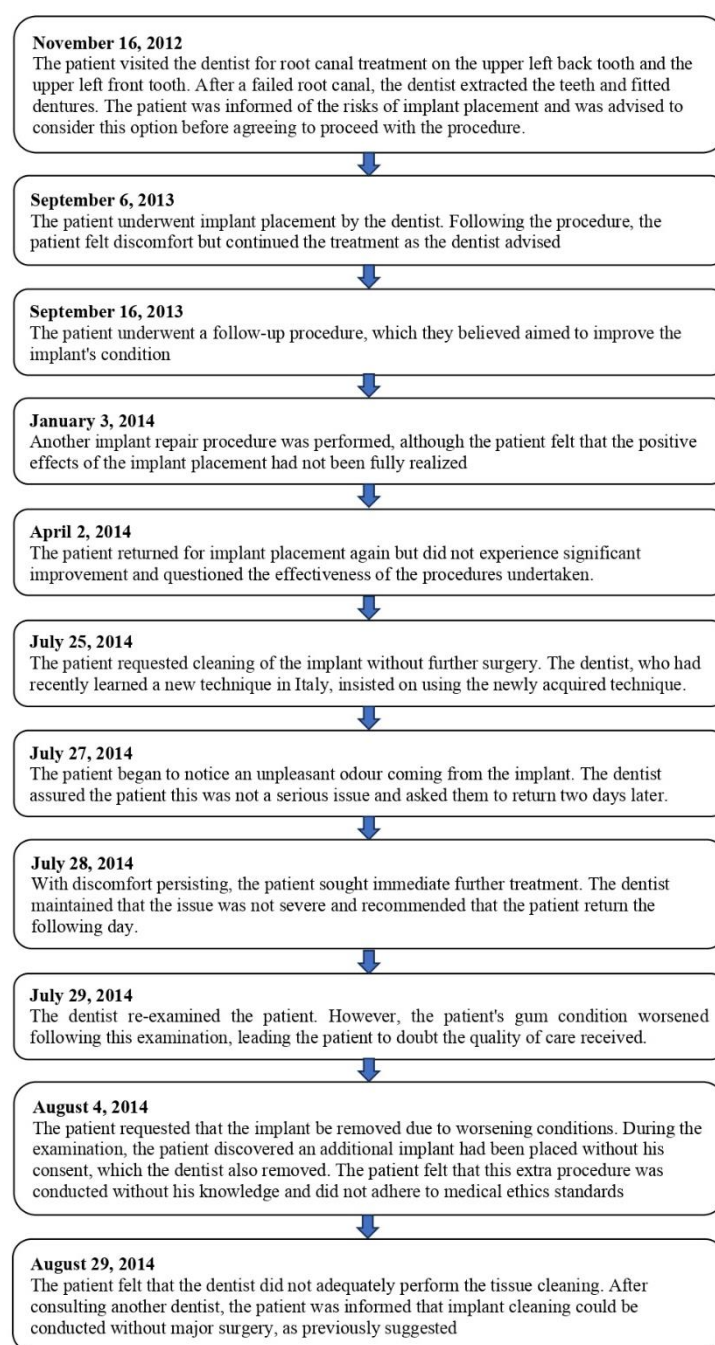 November 16, 2012
The patient visited the dentist for root canal treatment on the upper left back tooth and the
upper left front tooth. After a failed root canal, the dentist extracted the teeth and fitted
dentures. The patient was informed of the risks of implant placement and was advised to
consider this option before agreeing to proceed with the procedure.
September 6, 2013
The patient underwent implant placement by the dentist. Following the procedure, the
patient felt discomfort but continued the treatment as the dentist advised
September 16, 2013
The patient underwent a follow-up procedure, which they believed aimed to improve the
implant's condition
January 3, 2014
Another implant repair procedure was performed, although the patient felt that the positive
effects of the implant placement had not been fully realized
April 2, 2014
The patient returned for implant placement again but did not experience significant
improvement and questioned the effectiveness of the procedures undertaken.
July 25, 2014
The patient requested cleaning of the implant without further surgery. The dentist, who had
recently learned a new technique in Italy, insisted on using the newly acquired technique.
July 27, 2014
The patient began to notice an unpleasant odour coming from the implant. The dentist
assured the patient this was not a serious issue and asked them to return two days later.
July 28, 2014
With discomfort persisting, the patient sought immediate further treatment. The dentist
maintained that the issue was not severe and recommended that the patient return the
following day.
July 29, 2014
The dentist re-examined the patient. However, the patient's gum condition worsened
following this examination, leading the patient to doubt the quality of care received.
August 4, 2014
The patient requested that the implant be removed due to worsening conditions. During the
examination, the patient discovered an additional implant had been placed without his
consent, which the dentist also removed. The patient felt that this extra procedure was
conducted without his knowledge and did not adhere to medical ethics standards
August 29, 2014
The patient felt that the dentist did not adequately perform the tissue cleaning. After
consulting another dentist, the patient was informed that implant cleaning could be
conducted without major surgery, as previously suggested